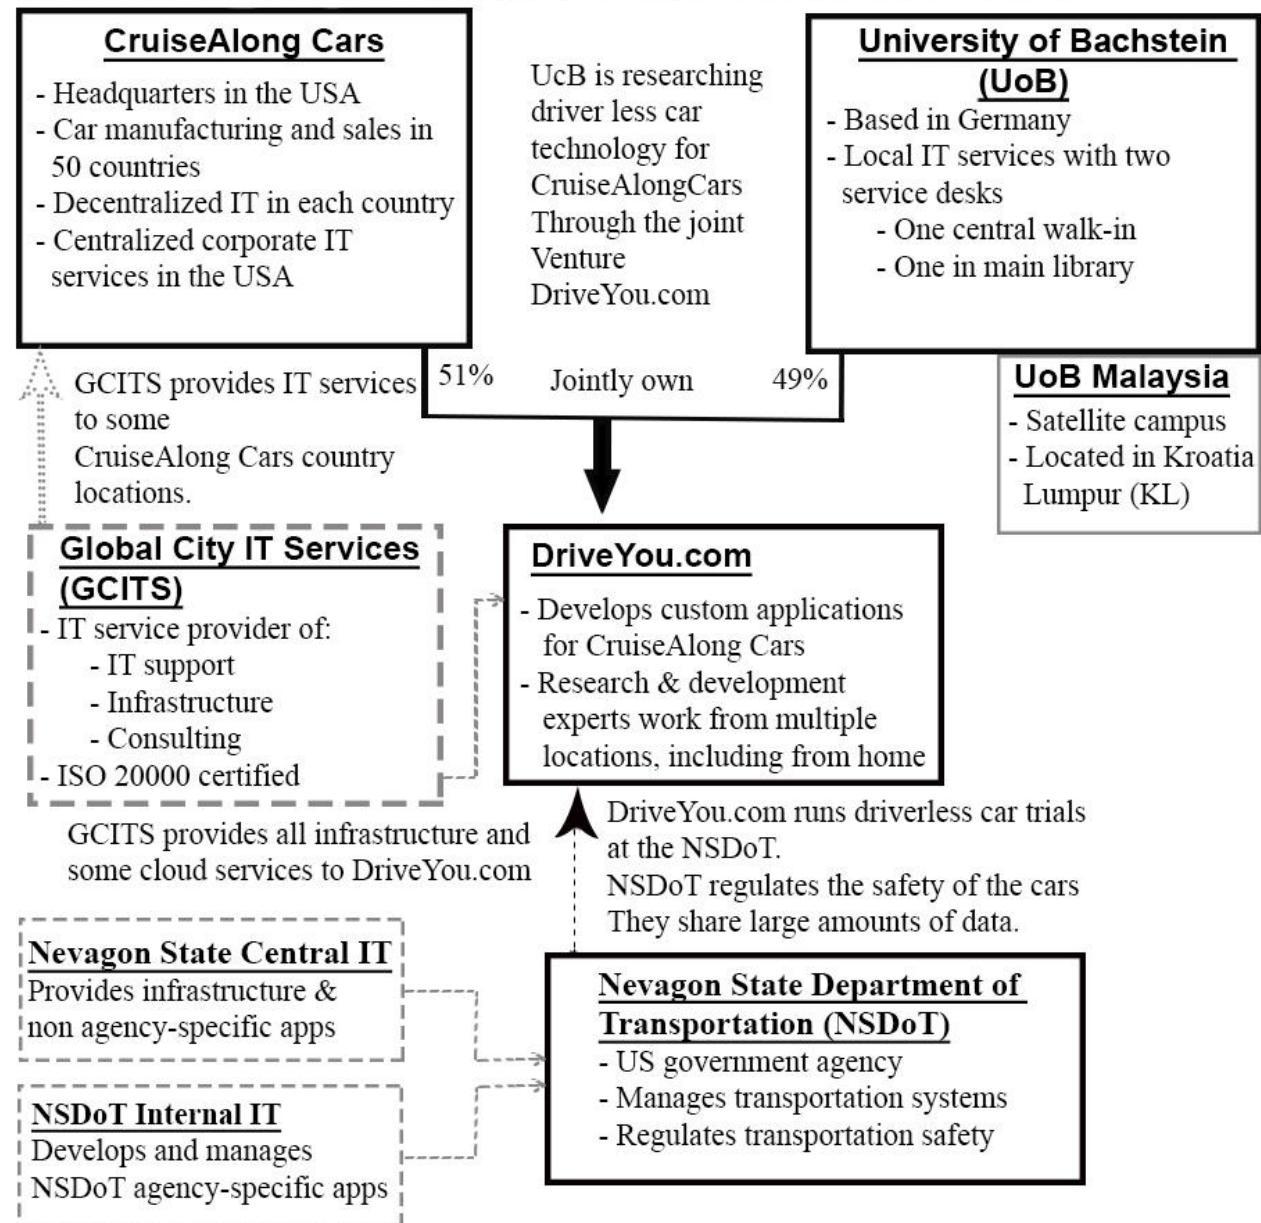 CruiseAlong Cars
- Headquarters in the USA
- Car manufacturing and sales in
50 countries
- Decentralized IT in each country
- Centralized corporate IT
services in the USA
UcB is researching
driver less car
technology for
CruiseAlongCars
Through the joint
Venture
DriveYou.com
University of Bachstein
(UoB)
- Based in Germany
- Local IT services with two
service desks
- One central walk-in
- One in main library
51%
Jointly own
49%
UoB Malaysia
- Satellite campus
- Located in Kroatia
Lumpur (KL)
GCITS provides IT services
to some
CruiseAlong Cars country
locations.
Global City IT Services
(GCITS)
- IT service provider of:
- IT support
- Infrastructure
- Consulting
- ISO 20000 certified
DriveYou.com
- Develops custom applications
for CruiseAlong Cars
- Research & development
experts work from multiple
locations, including from home
GCITS provides all infrastructure and
some cloud services to DriveYou.com
DriveYou.com runs driverless car trials
at the NSDoT.
NSDoT regulates the safety of the cars
They share large amounts of data.
Nevagon State Central IT
Provides infrastructure &
non agency-specific apps
NSDoT Internal IT
Develops and manages
NSDoT agency-specific apps
Nevagon State Department of
Transportation (NSDoT)
- US government agency
- Manages transportation systems
- Regulates transportation safety